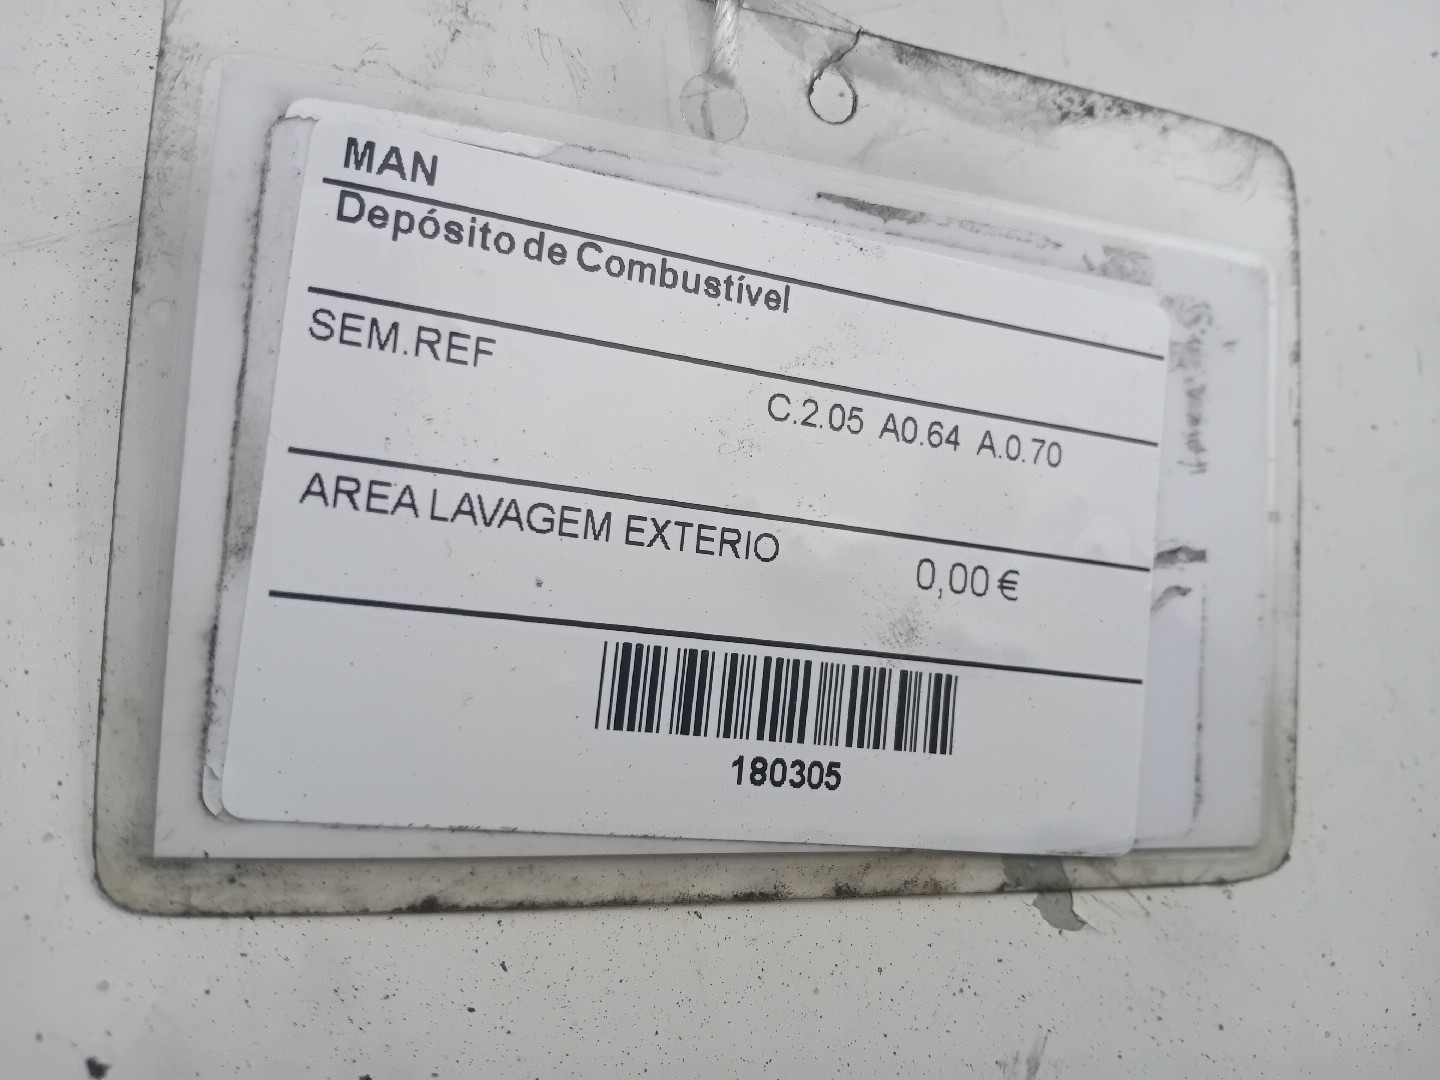 MAN
Depósito de Combustível
SEM.REF
C.2.05 A0.64 A.0.70
AREA LAVAGEM EXTERIO 0,00 €
180305